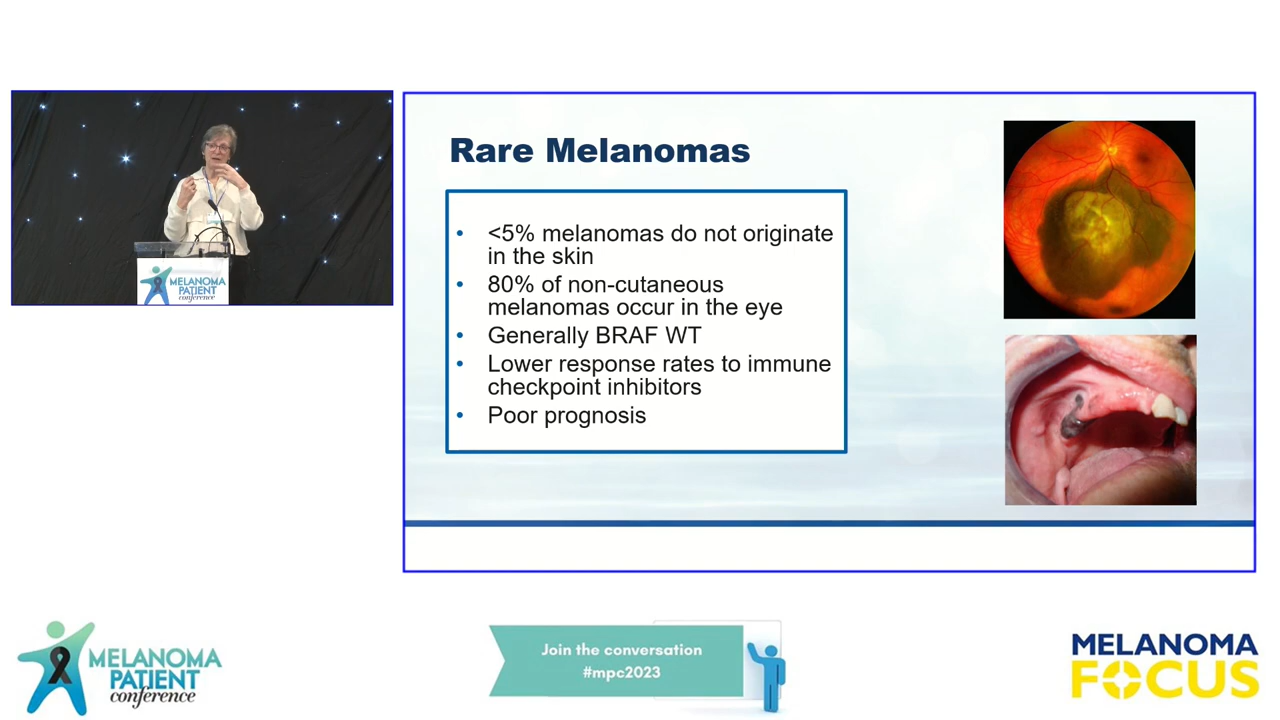 MELANOMA
PATIENT
conference
Rare Melanomas
• <5% melanomas do not originate
in the skin
• 80% of non-cutaneous
melanomas occur in the eye
• Generally BRAF WT
• Lower response rates to immune
checkpoint inhibitors
• Poor prognosis
MELANOMA
PATIENT
conference
Join the conversation
#mpc2023
MELANOMA
FOCUS